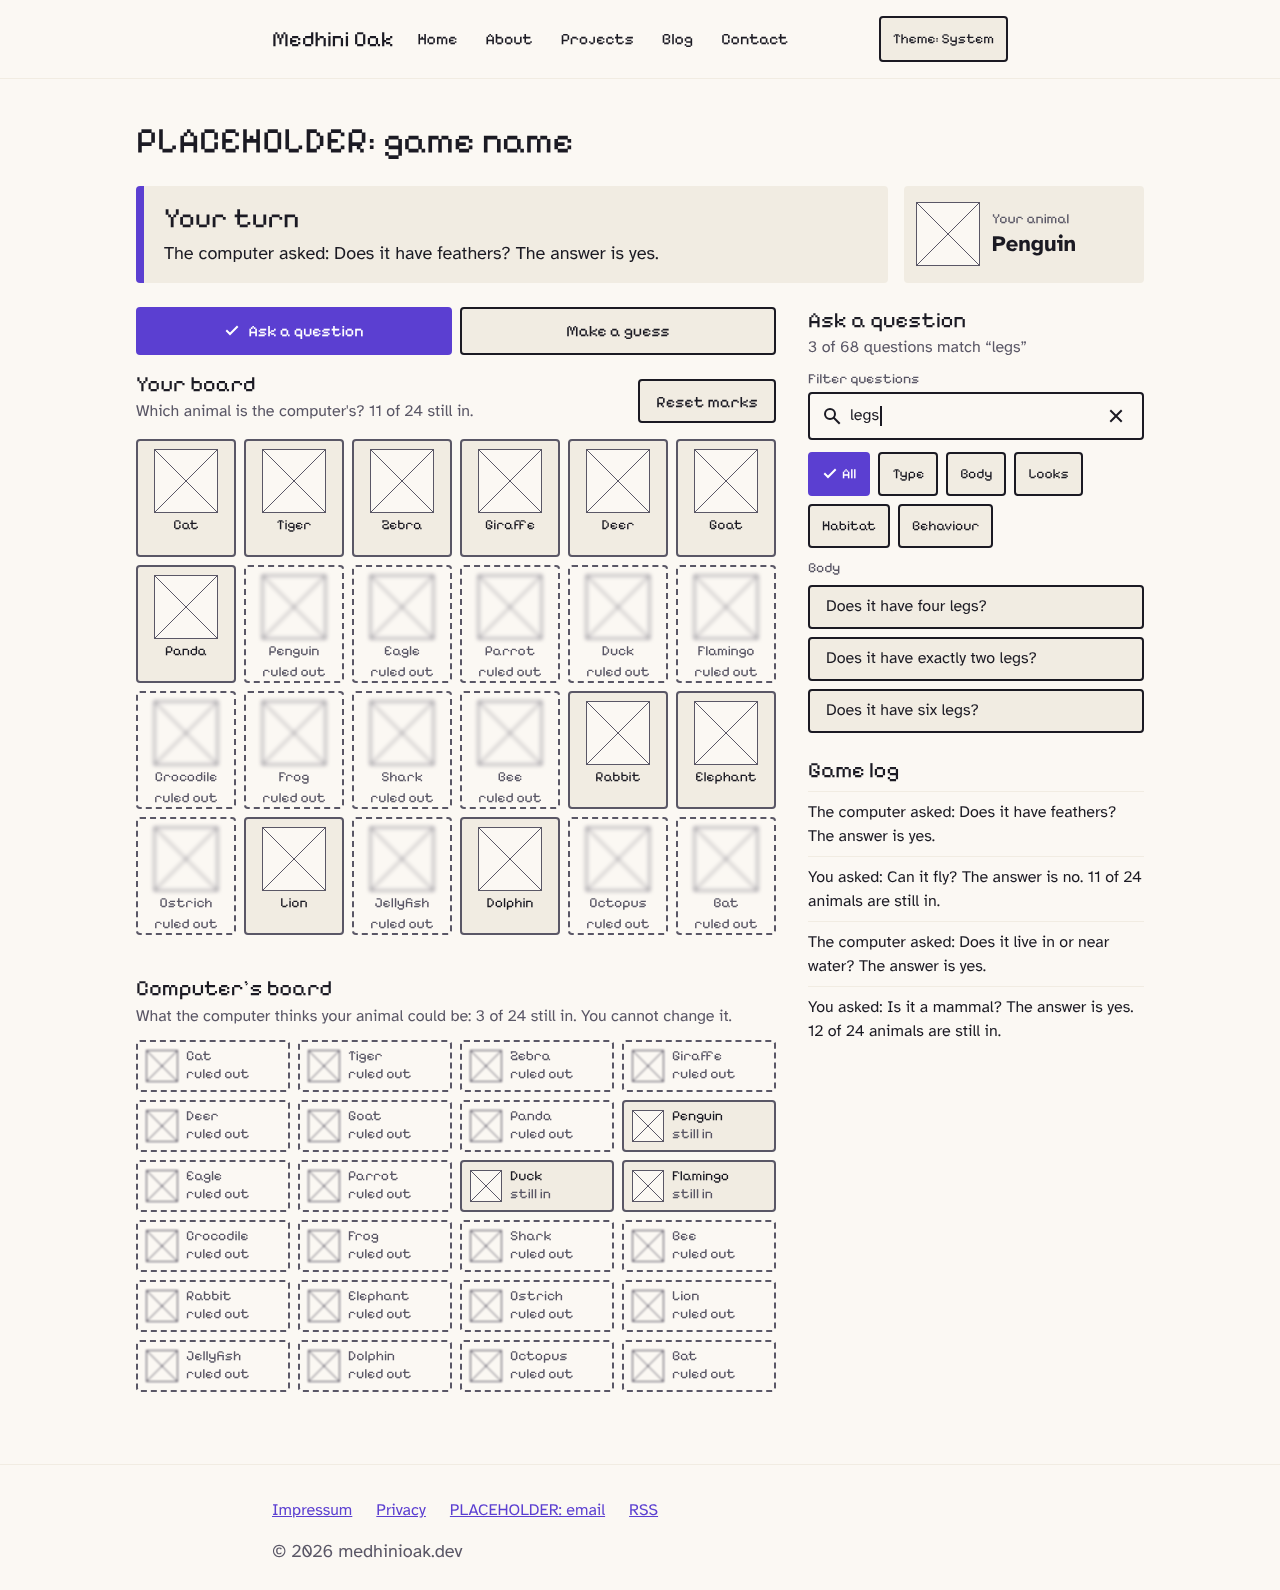 Medhini Oak Home About Projects Blog Contact Theme: System
PLACEHOLDER: game name
Your turn
The computer asked: Does it have feathers? The answer is yes.
Your animal
Penguin
Ask a question Make a guess
Your board
Which animal is the computer's? 11 of 24 still in.
Reset marks
Cat Tiger Zebra Giraffe Deer Goat
Panda Penguin Eagle Parrot Duck Flamingo
ruled out ruled out ruled out ruled out ruled out
Crocodile Frog Shark Bee Rabbit Elephant
ruled out ruled out ruled out ruled out
Ostrich Lion Jellyfish Dolphin Octopus Bat
ruled out ruled out ruled out ruled out
Computer's board
What the computer thinks your animal could be: 3 of 24 still in. You cannot change it.
Cat Tiger Zebra Giraffe
ruled out ruled out ruled out ruled out
Deer Goat Panda Penguin
ruled out ruled out ruled out still in
Eagle Parrot Duck Flamingo
ruled out ruled out still in still in
Crocodile Frog Shark Bee
ruled out ruled out ruled out ruled out
Rabbit Elephant Ostrich Lion
ruled out ruled out ruled out ruled out
Jellyfish Dolphin Octopus Bat
ruled out ruled out ruled out ruled out
Ask a question
3 of 68 questions match “legs”
Filter questions
legs
All Type Body Looks
Habitat Behaviour
Body
Does it have four legs?
Does it have exactly two legs?
Does it have six legs?
Game log
The computer asked: Does it have feathers?
The answer is yes.
You asked: Can it fly? The answer is no. 11 of 24
animals are still in.
The computer asked: Does it live in or near
water? The answer is yes.
You asked: Is it a mammal? The answer is yes.
12 of 24 animals are still in.
Impressum Privacy PLACEHOLDER: email RSS
© 2026 medhinioak.dev